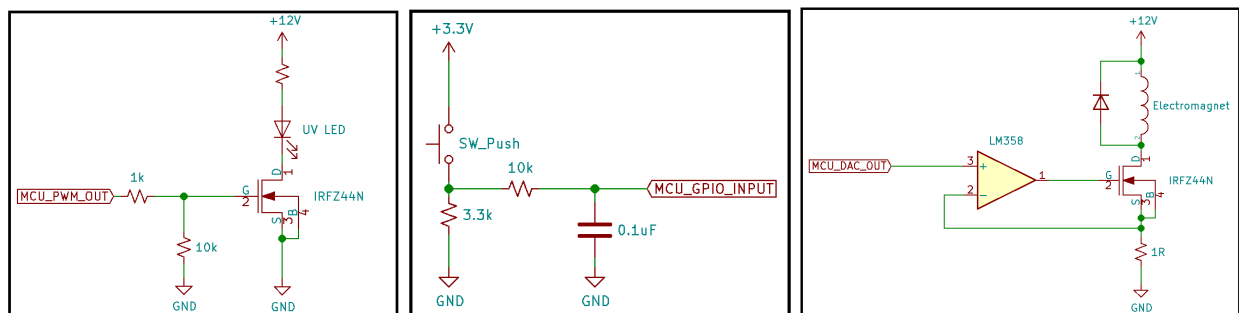 +12V
UV LED
D
1
1k
G
2
MCU_PWM_OUT
IRFZ44N
B
4
S
3
10k
GND
GND
+3.3V
SW_Push
10k
MCU_GPIO_INPUT
3.3k
0.1uF
GND
GND
+12V
1
Electromagnet
2
LM358
D
1
MCU_DAC_OUT
3
+
1
G
2
IRFZ44N
2
−
B
4
S
3
1R
GND